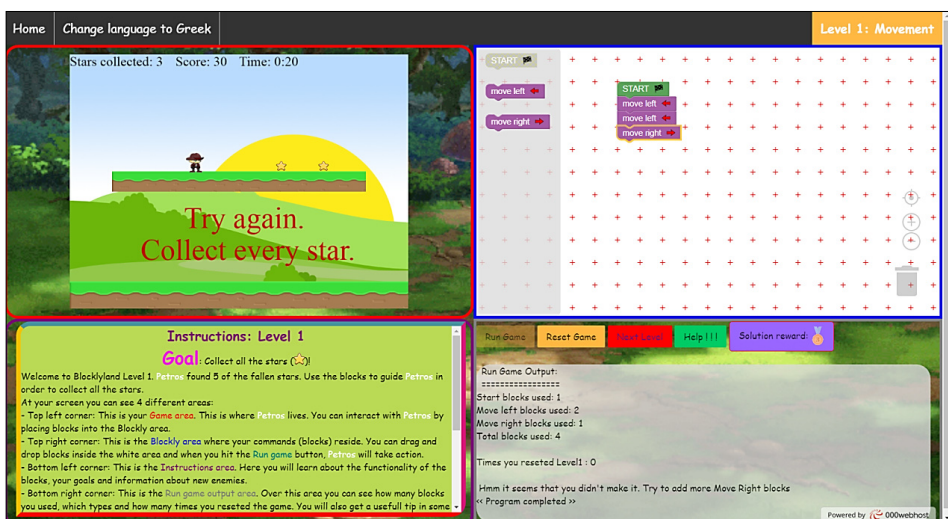 Home
Change language to Greek
Level 1: Movement
Stars collected: 3 Score: 30 Time: 0:20
Try again.
Collect every star.
START
move left
move right
START
move left
move left
move right
Instructions: Level 1
Goal: Collect all the stars ( )!
Welcome to Blocklyland Level 1. Petros found 5 of the fallen stars. Use the blocks to guide Petros in
order to collect all the stars.
At your screen you can see 4 different areas:
- Top left corner: This is your Game area. This is where Petros lives. You can interact with Petros by
placing blocks into the Blockly area.
- Top right corner: This is the Blockly area where your commands (blocks) reside. You can drag and
drop blocks inside the white area and when you hit the Run game button, Petros will take action.
- Bottom left corner: This is the Instructions area. Here you will learn about the functionality of the
blocks, your goals and information about new enemies.
- Bottom right corner: This is the Run game output area. Over this area you can see how many blocks
you used, which types and how many times you reseted the game. You will also get a usefull tip in some
Run Game
Reset Game
Next Level
Help !!!
Solution reward:
Run Game Output:
=================
Start blocks used: 1
Move left blocks used: 2
Move right blocks used: 1
Total blocks used: 4
Times you reseted Level1 : 0
Hmm it seems that you didn't make it. Try to add more Move Right blocks
<< Program completed >>
Powered by 000webhost